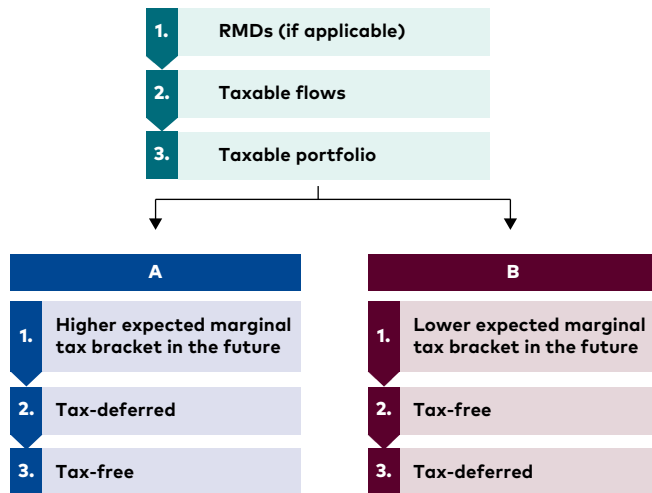 1. RMDs (if applicable)
2. Taxable flows
3. Taxable portfolio
A
1. Higher expected marginal
tax bracket in the future
2. Tax-deferred
3. Tax-free
B
1. Lower expected marginal
tax bracket in the future
2. Tax-free
3. Tax-deferred